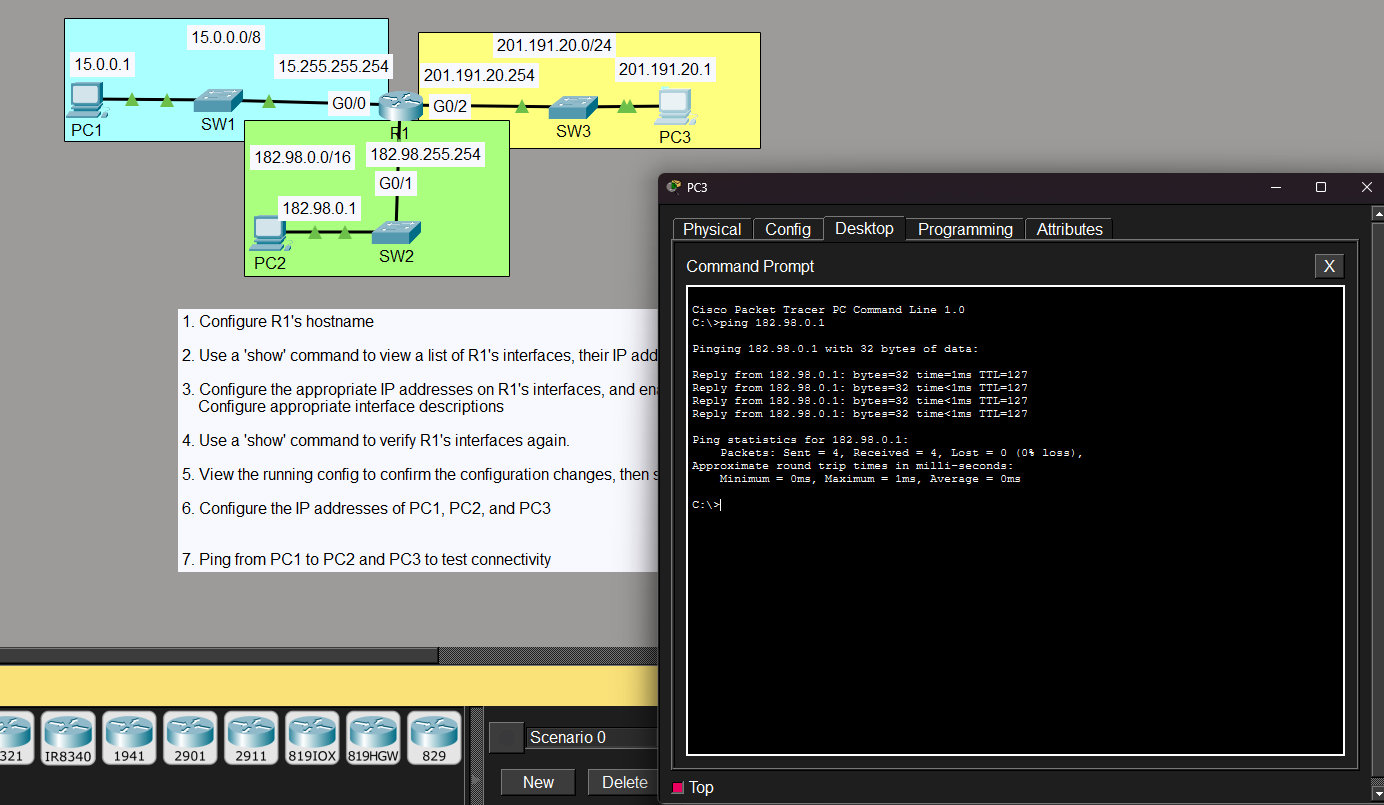 15.0.0.0/8
15.0.0.1
15.255.255.254
G0/0
PC1
SW1
R1
201.191.20.0/24
201.191.20.254
201.191.20.1
G0/2
SW3
PC3
182.98.0.0/16
182.98.255.254
G0/1
182.98.0.1
PC2
SW2
1. Configure R1's hostname
2. Use a 'show' command to view a list of R1's interfaces, their IP add
3. Configure the appropriate IP addresses on R1's interfaces, and ena
Configure appropriate interface descriptions
4. Use a 'show' command to verify R1's interfaces again.
5. View the running config to confirm the configuration changes, then s
6. Configure the IP addresses of PC1, PC2, and PC3
7. Ping from PC1 to PC2 and PC3 to test connectivity
PC3
Physical Config Desktop Programming Attributes
Command Prompt
X
Cisco Packet Tracer PC Command Line 1.0
C:\>ping 182.98.0.1
Pinging 182.98.0.1 with 32 bytes of data:
Reply from 182.98.0.1: bytes=32 time=1ms TTL=127
Reply from 182.98.0.1: bytes=32 time<1ms TTL=127
Reply from 182.98.0.1: bytes=32 time<1ms TTL=127
Reply from 182.98.0.1: bytes=32 time<1ms TTL=127
Ping statistics for 182.98.0.1:
Packets: Sent = 4, Received = 4, Lost = 0 (0% loss),
Approximate round trip times in milli-seconds:
Minimum = 0ms, Maximum = 1ms, Average = 0ms
C:\>
Top
321 IR8340 1941 2901 2911 819IOX 819HGW 829
Scenario 0
New Delete